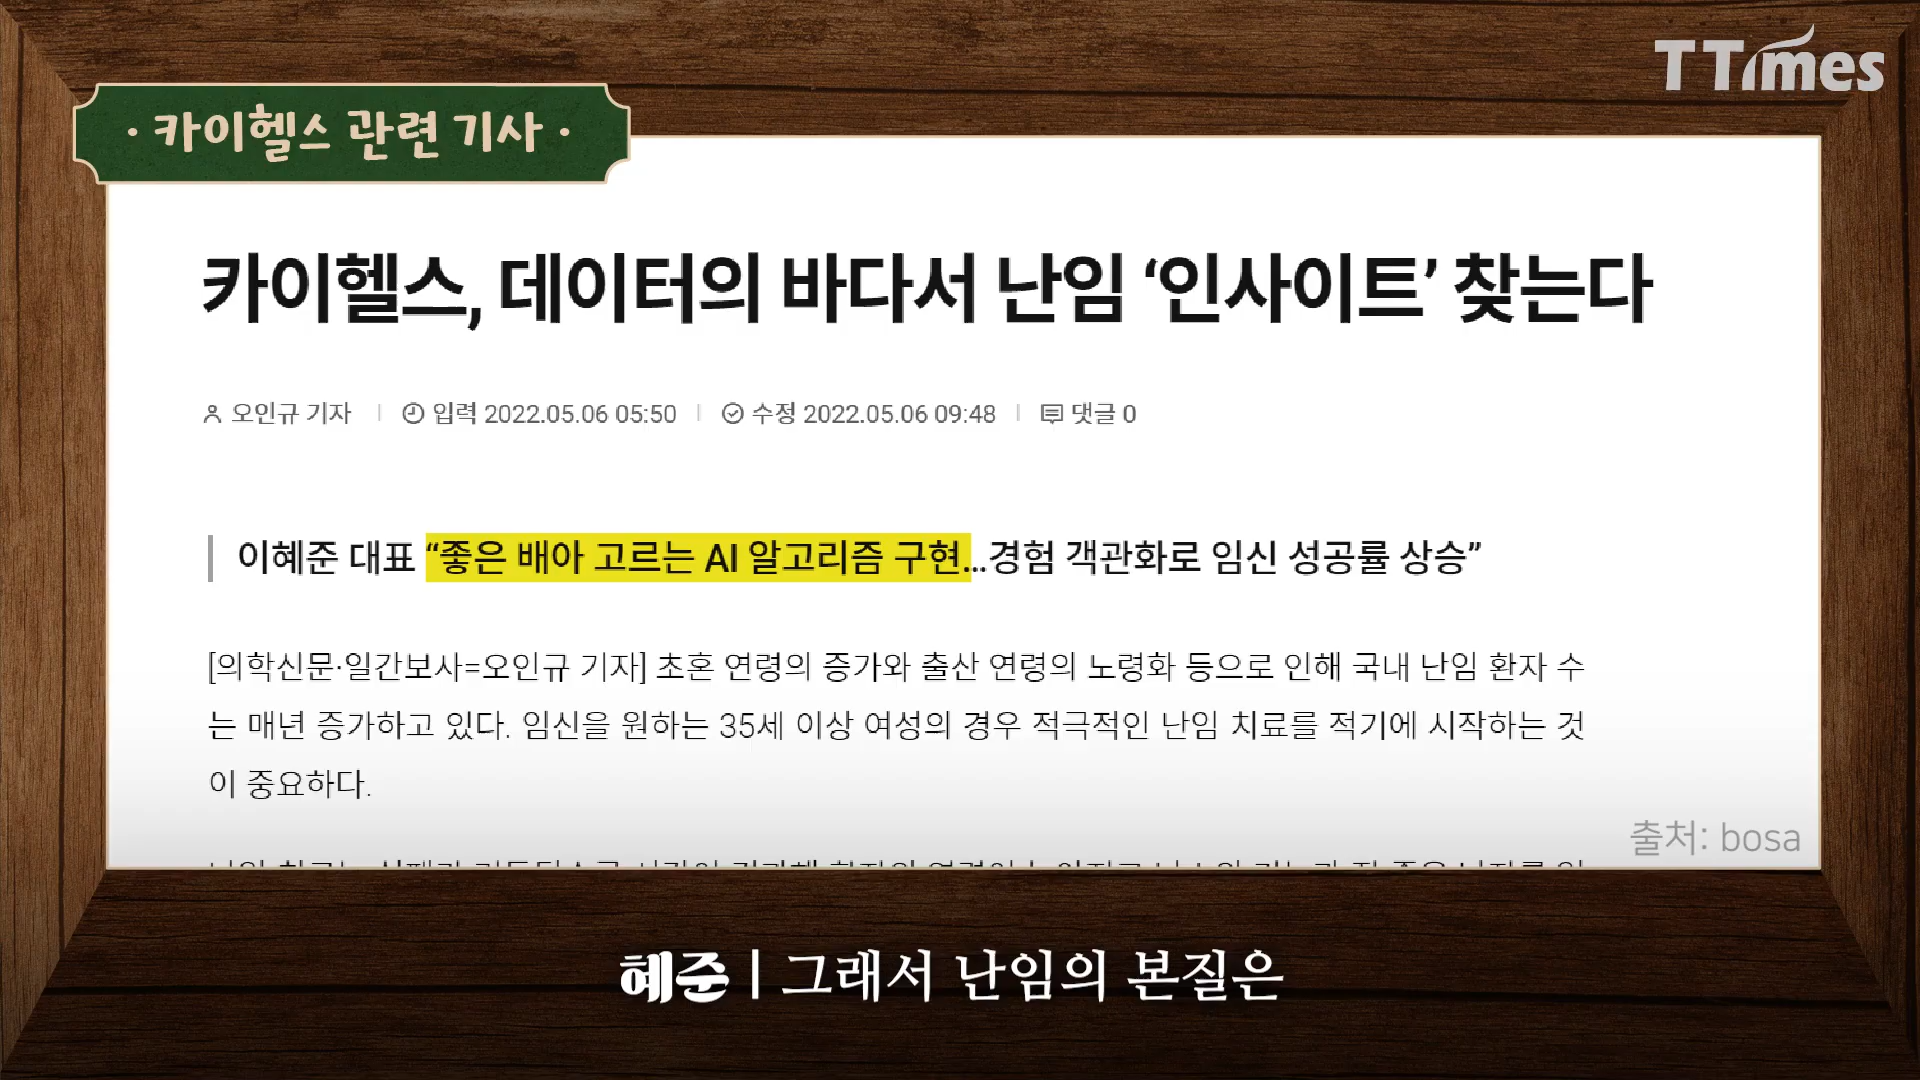 TTimes
· 카이헬스 관련 기사 ·
카이헬스, 데이터의 바다서 난임 ‘인사이트’ 찾는다
오인규 기자 | 입력 2022.05.06 05:50 | 수정 2022.05.06 09:48 | 댓글 0
이혜준 대표 “좋은 배아 고르는 AI 알고리즘 구현...경험 객관화로 임신 성공률 상승”
[의학신문·일간보사=오인규 기자] 초혼 연령의 증가와 출산 연령의 노령화 등으로 인해 국내 난임 환자 수
는 매년 증가하고 있다. 임신을 원하는 35세 이상 여성의 경우 적극적인 난임 치료를 적기에 시작하는 것
이 중요하다.
출처: bosa
혜준 | 그래서 난임의 본질은